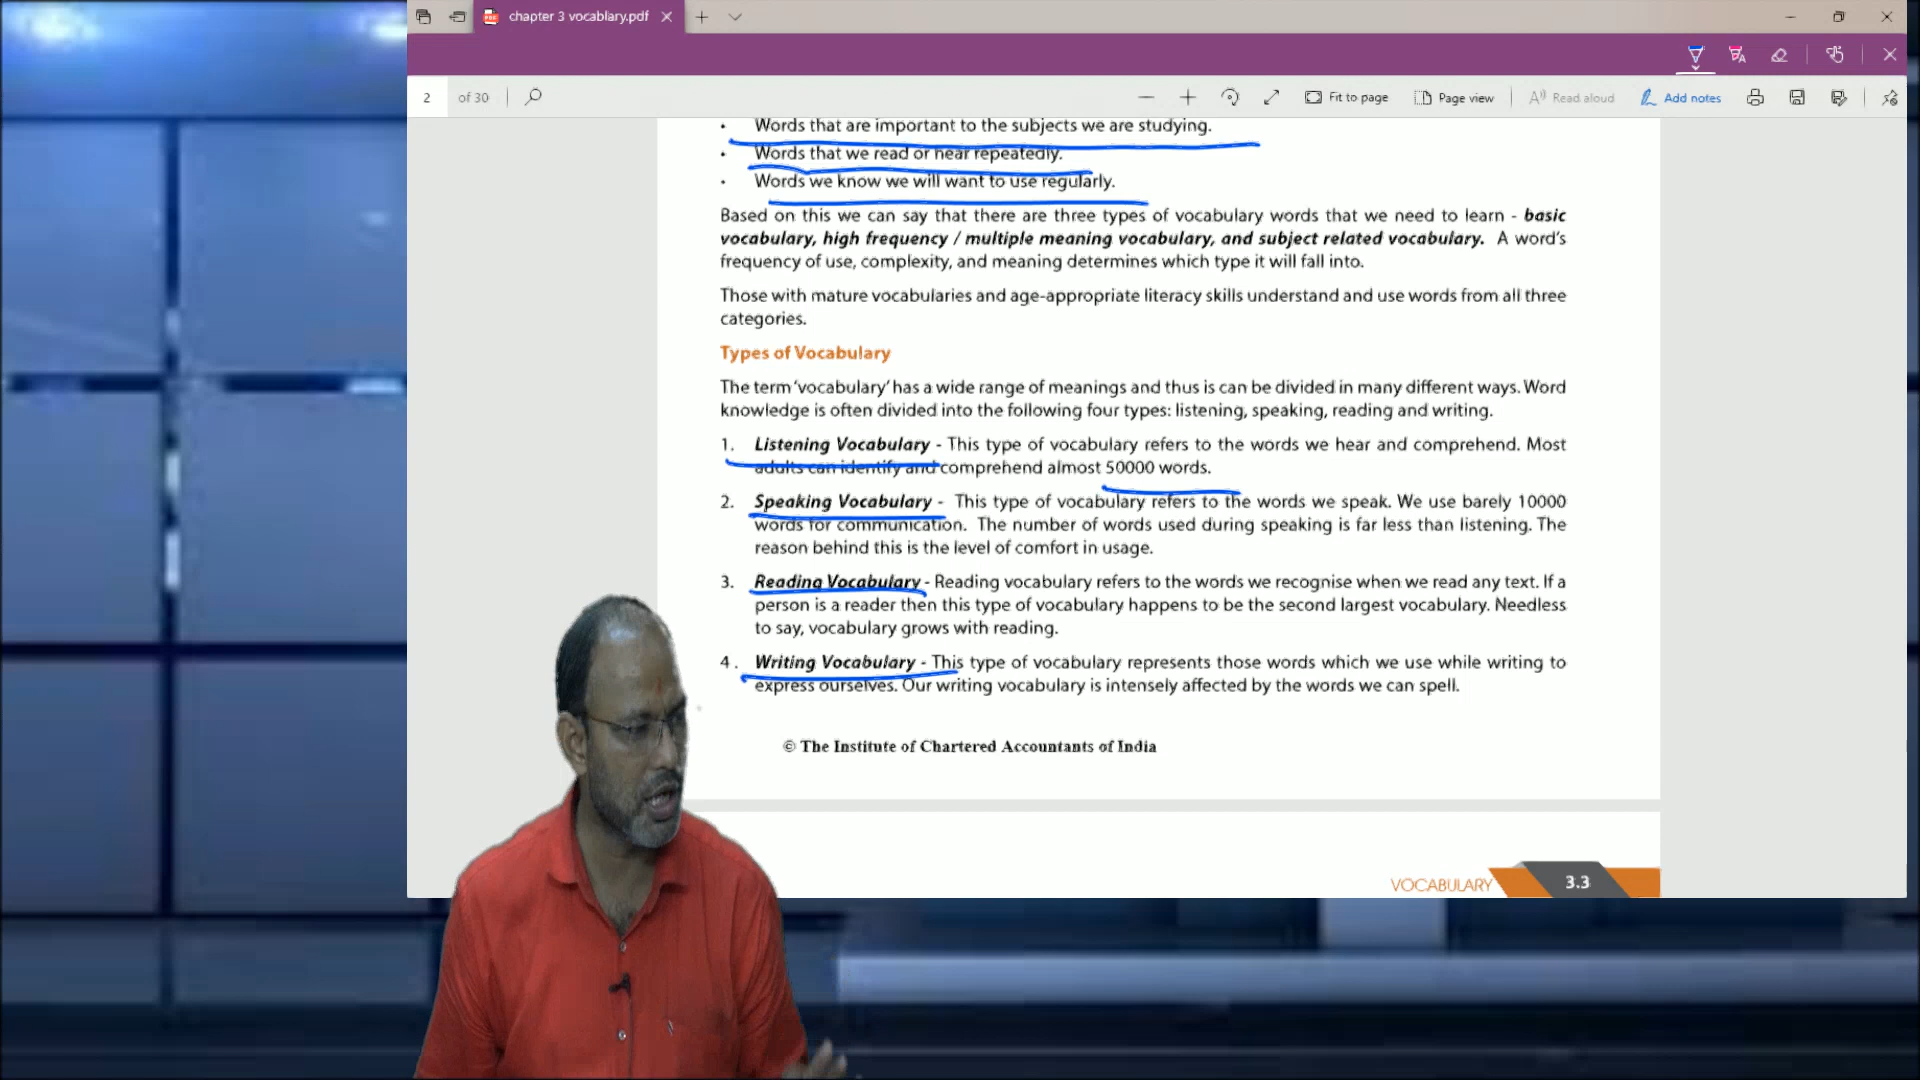 chapter 3 vocablary.pdf
2 of 30
Fit to page
Page view
Read aloud
Add notes
• Words that are important to the subjects we are studying.
• Words that we read or hear repeatedly.
• Words we know we will want to use regularly.
Based on this we can say that there are three types of vocabulary words that we need to learn - basic
vocabulary, high frequency / multiple meaning vocabulary, and subject related vocabulary. A word's
frequency of use, complexity, and meaning determines which type it will fall into.
Those with mature vocabularies and age-appropriate literacy skills understand and use words from all three
categories.
Types of Vocabulary
The term 'vocabulary' has a wide range of meanings and thus is can be divided in many different ways. Word
knowledge is often divided into the following four types: listening, speaking, reading and writing.
1. Listening Vocabulary - This type of vocabulary refers to the words we hear and comprehend. Most
adults can identify and comprehend almost 50000 words.
2. Speaking Vocabulary - This type of vocabulary refers to the words we speak. We use barely 10000
words for communication. The number of words used during speaking is far less than listening. The
reason behind this is the level of comfort in usage.
3. Reading Vocabulary - Reading vocabulary refers to the words we recognise when we read any text. If a
person is a reader then this type of vocabulary happens to be the second largest vocabulary. Needless
to say, vocabulary grows with reading.
4. Writing Vocabulary - This type of vocabulary represents those words which we use while writing to
express ourselves. Our writing vocabulary is intensely affected by the words we can spell.
© The Institute of Chartered Accountants of India
VOCABULARY 3.3